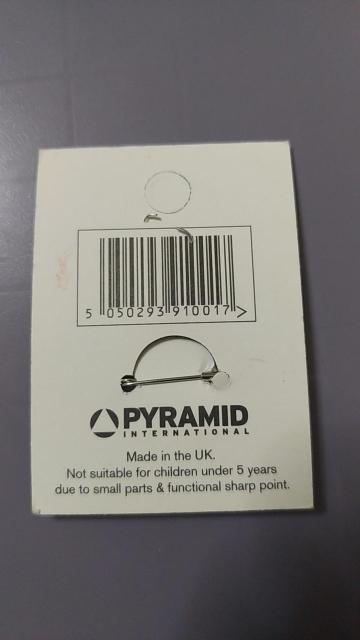 5 050293 910017 >
PYRAMID
INTERNATIONAL
Made in the UK.
Not suitable for children under 5 years
due to small parts & functional sharp point.